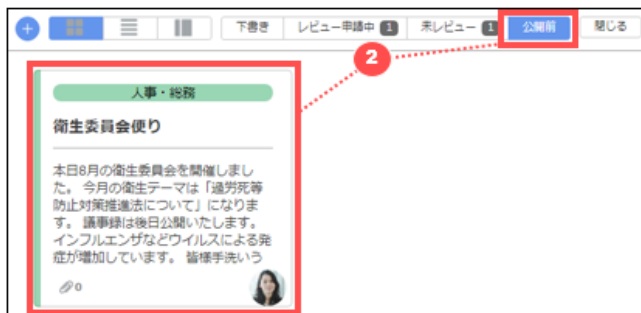 下書き レビュー申請中 1 未レビュー 1 公開前 閉じる
2
人事・総務
衛生委員会便り
本日8月の衛生委員会を開催しまし
た。 今月の衛生テーマは「過労死等
防止対策推進法について」になりま
す。 議事録は後日公開いたします。
インフルエンザなどウイルスによる発
症が増加しています。 皆様手洗いう
0